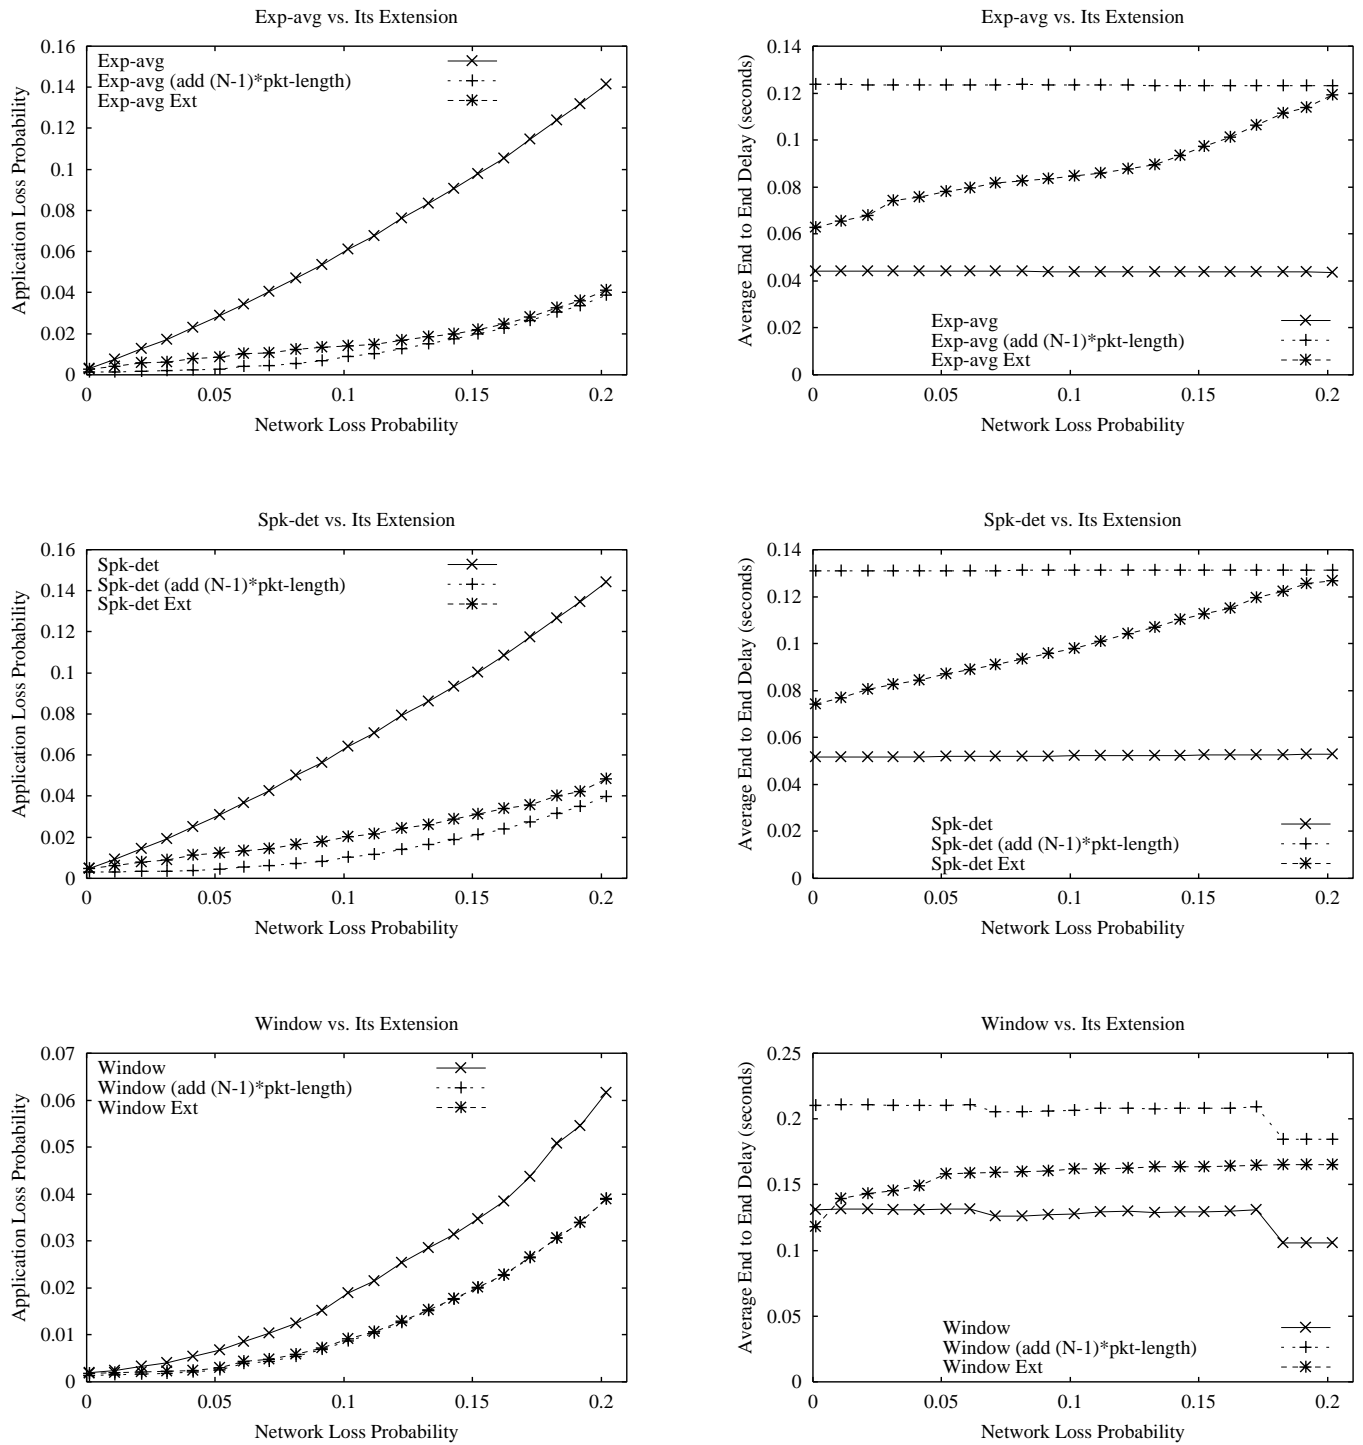 Exp-avg vs. Its Extension
Application Loss Probability
0.16
0.14
0.12
0.1
0.08
0.06
0.04
0.02
0
Exp-avg
Exp-avg (add (N-1)*pkt-length)
Exp-avg Ext
0 0.05 0.1 0.15 0.2
Network Loss Probability
Exp-avg vs. Its Extension
Average End to End Delay (seconds)
0.14
0.12
0.1
0.08
0.06
0.04
0.02
0
Exp-avg
Exp-avg (add (N-1)*pkt-length)
Exp-avg Ext
0 0.05 0.1 0.15 0.2
Network Loss Probability
Spk-det vs. Its Extension
Application Loss Probability
0.16
0.14
0.12
0.1
0.08
0.06
0.04
0.02
0
Spk-det
Spk-det (add (N-1)*pkt-length)
Spk-det Ext
0 0.05 0.1 0.15 0.2
Network Loss Probability
Spk-det vs. Its Extension
Average End to End Delay (seconds)
0.14
0.12
0.1
0.08
0.06
0.04
0.02
0
Spk-det
Spk-det (add (N-1)*pkt-length)
Spk-det Ext
0 0.05 0.1 0.15 0.2
Network Loss Probability
Window vs. Its Extension
Application Loss Probability
0.07
0.06
0.05
0.04
0.03
0.02
0.01
0
Window
Window (add (N-1)*pkt-length)
Window Ext
0 0.05 0.1 0.15 0.2
Network Loss Probability
Window vs. Its Extension
Average End to End Delay (seconds)
0.25
0.2
0.15
0.1
0.05
0
Window
Window (add (N-1)*pkt-length)
Window Ext
0 0.05 0.1 0.15 0.2
Network Loss Probability